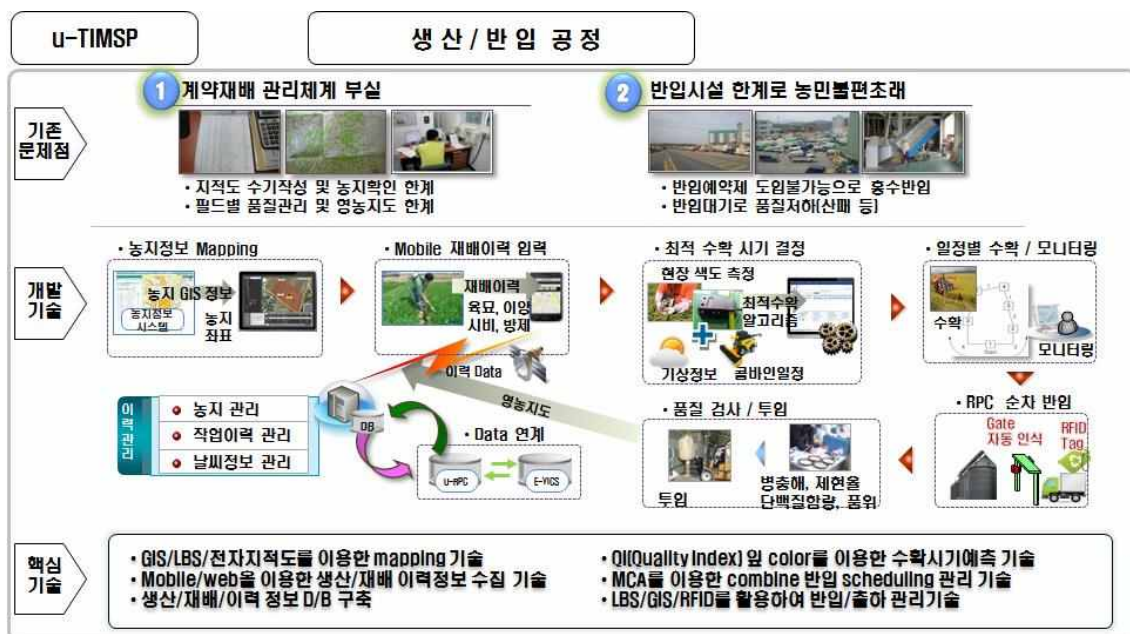 u-TIMSP
생산 / 반입 공정
기존
문제점
1 계약재배 관리체계 부실
• 지적도 수기작성 및 농지확인 한계
• 필드별 품질관리 및 영농지도 한계
2 반입시설 한계로 농민불편초래
• 반입예약제 도입불가능으로 홍수반입
• 반입대기로 품질저하(산패 등)
개발
기술
• 농지정보 Mapping
농지 GIS 정보
농지정보
시스템
농지
좌표
• Mobile 재배이력 입력
재배이력
육묘, 이앙
시비, 방제
• 최적 수확 시기 결정
현장 색도 측정
최적수확
알고리즘
기상정보
콤바인일정
• 일정별 수확 / 모니터링
수확
모니터링
이력 Data
영농지도
이력관리
농지 관리
작업이력 관리
날씨정보 관리
DB
• Data 연계
u-RPC
E-VICS
• 품질 검사 / 투입
투입
병충해, 제현율
단백질함량, 품위
• RPC 순차 반입
Gate
자동 인식
RFID
Tag
핵심
기술
• GIS/LBS/전자지적도를 이용한 mapping 기술
• Mobile/web을 이용한 생산/재배 이력정보 수집 기술
• 생산/재배/이력 정보 D/B 구축
• QI(Quality Index) 잎 color를 이용한 수확시기예측 기술
• MCA를 이용한 combine 반입 scheduling 관리 기술
• LBS/GIS/RFID를 활용하여 반입/출하 관리기술